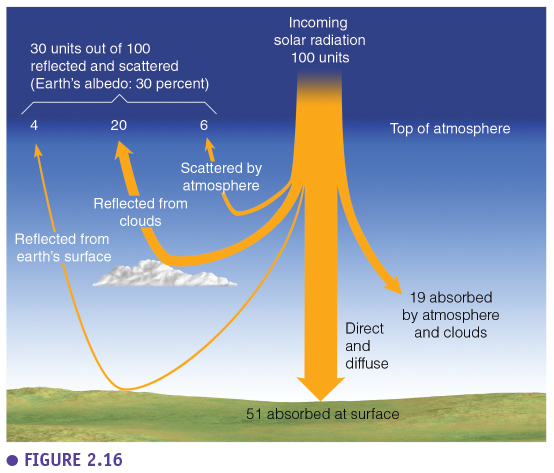 Incoming
solar radiation
100 units
30 units out of 100
reflected and scattered
(Earth's albedo: 30 percent)
4
20
6
Top of atmosphere
Scattered by
atmosphere
Reflected from
clouds
Reflected from
earth's surface
19 absorbed
by atmosphere
and clouds
Direct
and
diffuse
51 absorbed at surface
● FIGURE 2.16